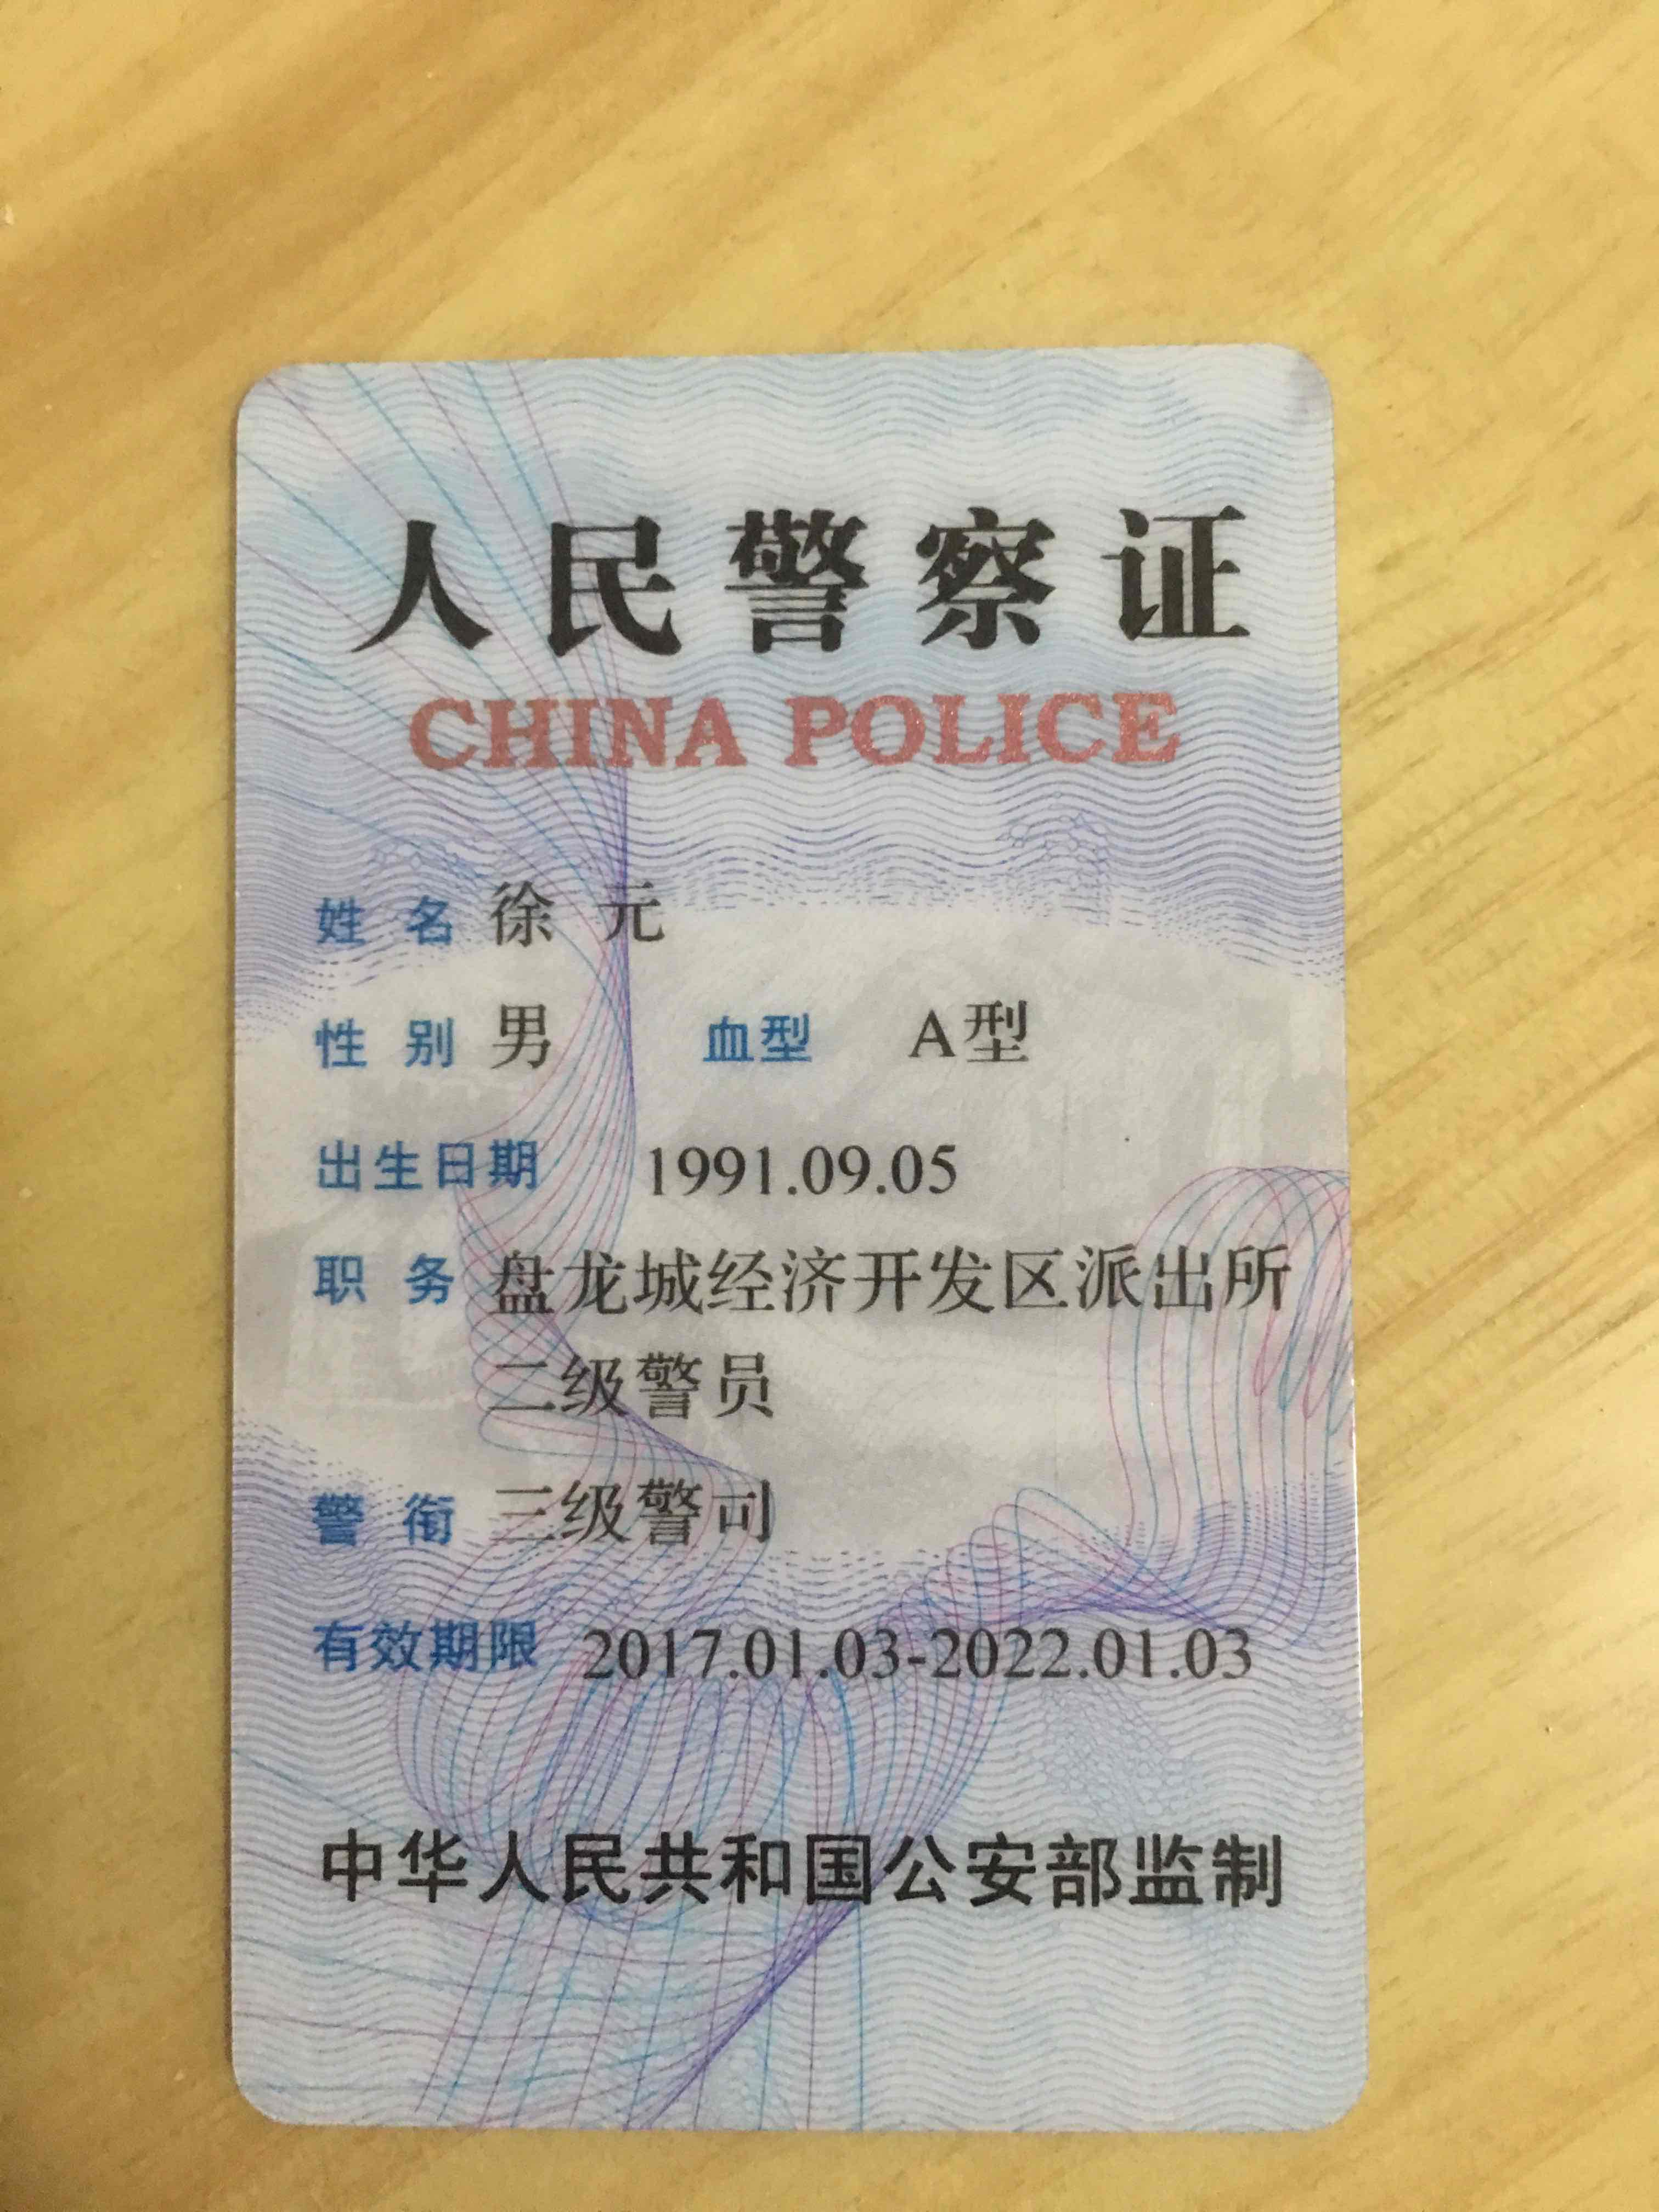 人民警察证
CHINA POLICE
姓名 徐元
性别 男 血型 A型
出生日期 1991.09.05
职务 盘龙城经济开发区派出所
二级警员
警衔 三级警司
有效期限 2017.01.03-2022.01.03
中华人民共和国公安部监制